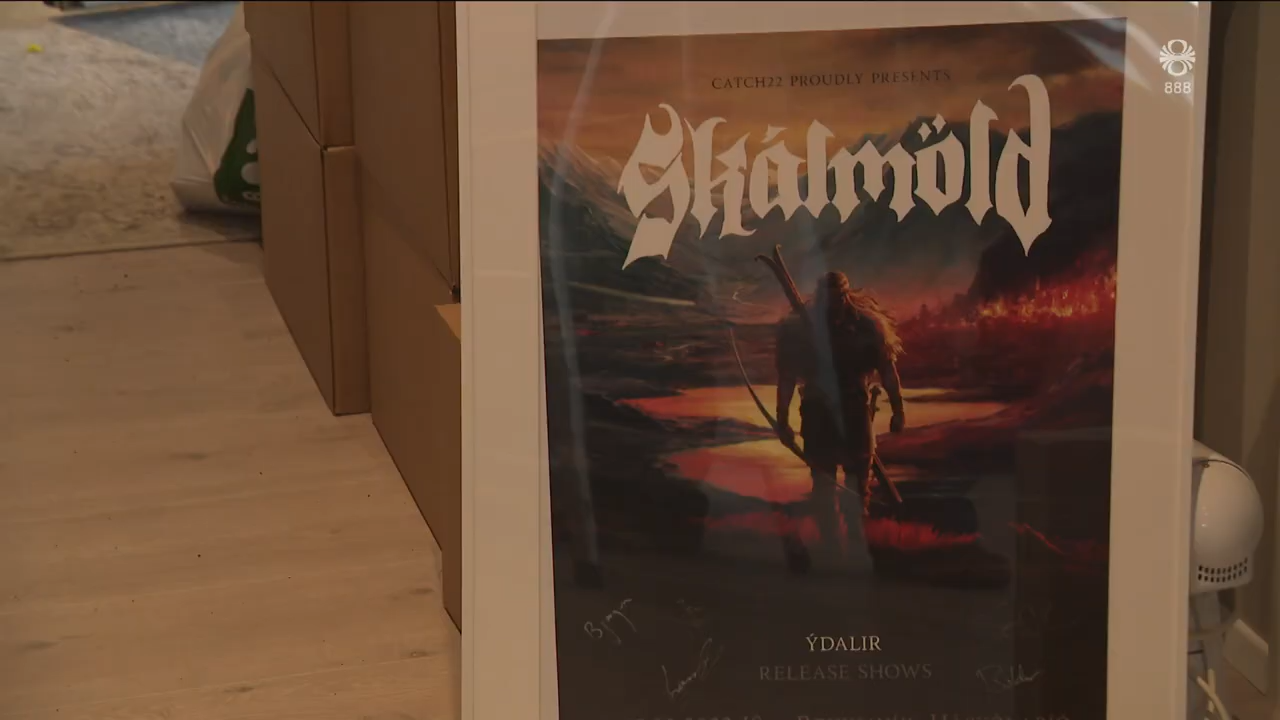 CATCH22 PROUDLY PRESENTS
888
Skálmöld
ÝDALIR
RELEASE SHOWS